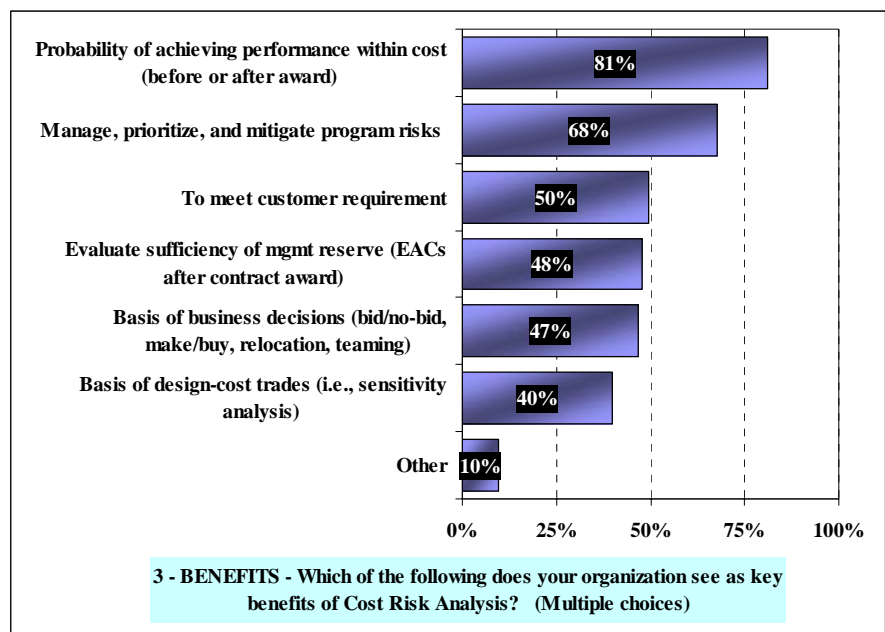 Probability of achieving performance within cost
(before or after award)
81%
Manage, prioritize, and mitigate program risks
68%
To meet customer requirement
50%
Evaluate sufficiency of mgmt reserve (EACs
after contract award)
48%
Basis of business decisions (bid/no-bid,
make/buy, relocation, teaming)
47%
Basis of design-cost trades (i.e., sensitivity
analysis)
40%
Other
10%
0% 25% 50% 75% 100%
3 - BENEFITS - Which of the following does your organization see as key
benefits of Cost Risk Analysis? (Multiple choices)